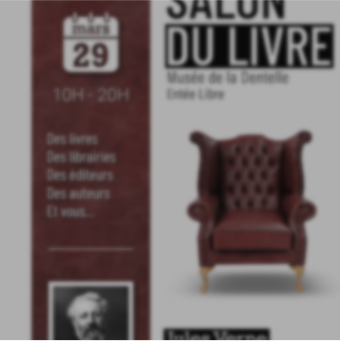 SALON
DU LIVRE
Musée de la Dentelle
Entée Libre
mars
29
10H - 20H
Des livres
Des librairies
Des éditeurs
Des auteurs
Et vous...
Jules Verne